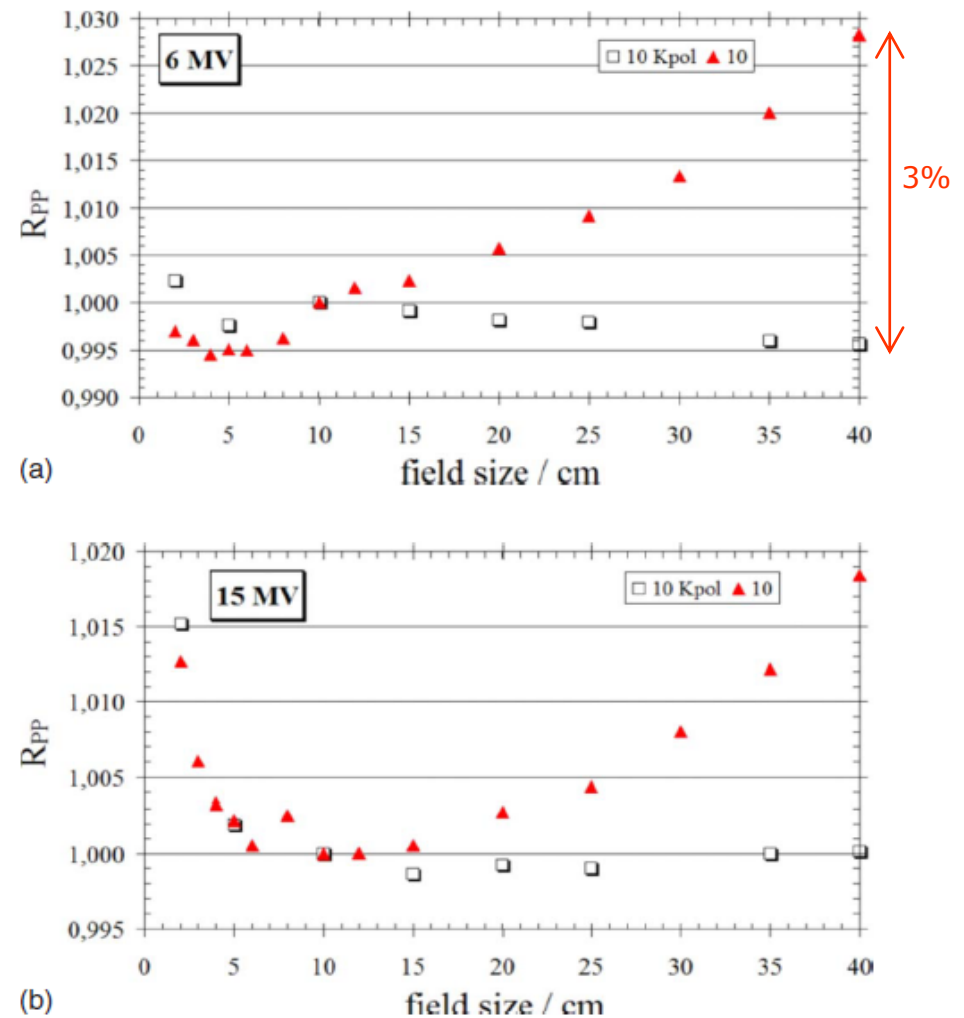 1,030
6 MV
10 Kpol 10
1,025
1,020
1,015
3%
1,010
RPP
1,005
1,000
0,995
0,990
0 5 10 15 20 25 30 35 40
(a)
field size / cm
1,020
15 MV
10 Kpol 10
1,015
1,010
RPP
1,005
1,000
0,995
0 5 10 15 20 25 30 35 40
(b)
field size / cm